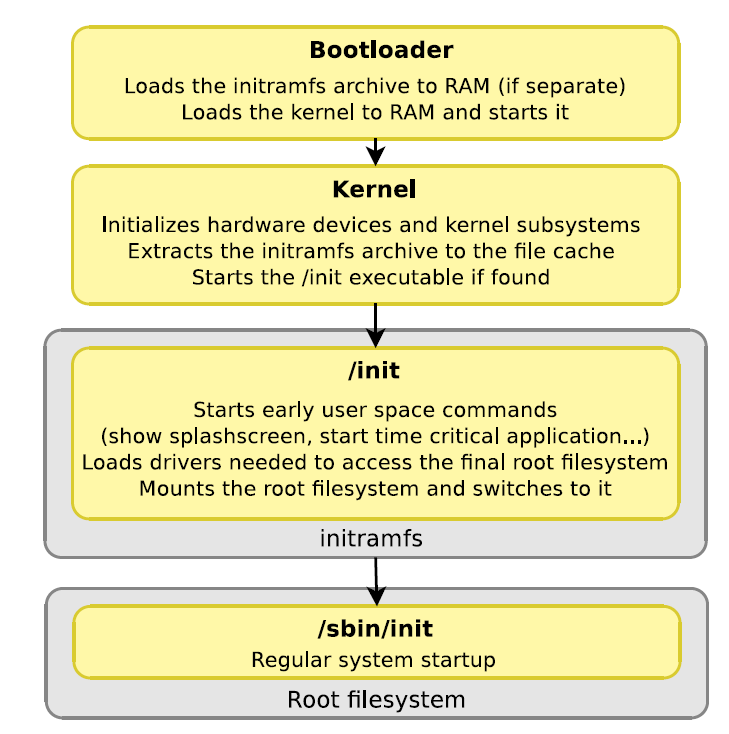 Bootloader
Loads the initramfs archive to RAM (if separate)
Loads the kernel to RAM and starts it
Kernel
Initializes hardware devices and kernel subsystems
Extracts the initramfs archive to the file cache
Starts the /init executable if found
/init
Starts early user space commands
(show splashscreen, start time critical application...)
Loads drivers needed to access the final root filesystem
Mounts the root filesystem and switches to it
initramfs
/sbin/init
Regular system startup
Root filesystem